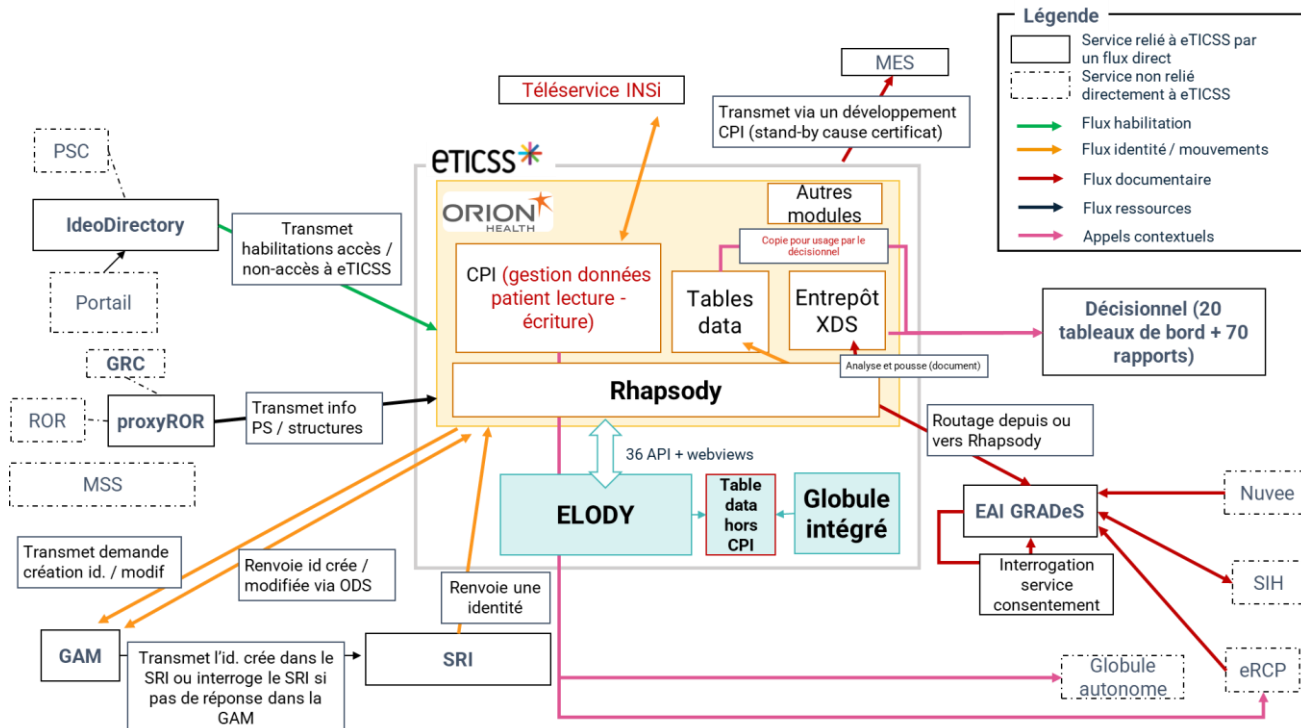 Légende
Service relié à eTICSS par
un flux direct
Service non relié
directement à eTICSS
Flux habilitation
Flux identité / mouvements
Flux documentaire
Flux ressources
Appels contextuels
MES
Téléservice INSi
Transmet via un développement
CPI (stand-by cause certificat)
PSC
IdeoDirectory
Portail
Transmet
habilitations accès /
non-accès à eTICSS
eTICSS
ORION
HEALTH
Autres
modules
Copie pour usage par le
décisionnel
CPI (gestion données
patient lecture -
écriture)
Tables
data
Entrepôt
XDS
Décisionnel (20
tableaux de bord + 70
rapports)
Analyse et pousse (document)
Rhapsody
GRC
ROR
proxyROR
Transmet info
PS / structures
MSS
Routage depuis ou
vers Rhapsody
36 API + webviews
ELODY
Table
data
hors
CPI
Globule
intégré
EAI GRADeS
Nuvee
Interrogation
service
consentement
SIH
Transmet demande
création id. / modif
Renvoie id crée /
modifiée via ODS
Renvoie une
identité
GAM
Transmet l'id. crée dans le
SRI ou interroge le SRI si
pas de réponse dans la
GAM
SRI
Globule
autonome
eRCP